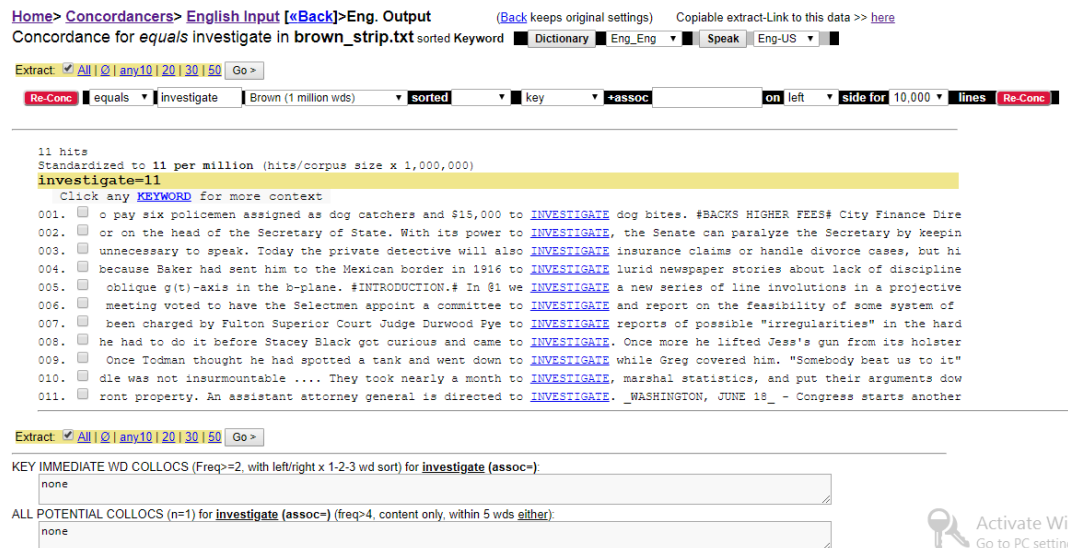 Home> Concordancers> English Input [«Back]>Eng. Output (Back keeps original settings) Copiable extract-Link to this data >> here
Concordance for equals investigate in brown_strip.txt sorted Keyword Dictionary Eng_Eng Speak Eng-US
Extract: All | Ø | any10 | 20 | 30 | 50 Go >
Re-Conc equals investigate Brown (1 million wds) sorted key +assoc on left side for 10,000 lines Re-Conc
11 hits
Standardized to 11 per million (hits/corpus size x 1,000,000)
investigate=11
Click any KEYWORD for more context
001. o pay six policemen assigned as dog catchers and $15,000 to INVESTIGATE dog bites. #BACKS HIGHER FEES# City Finance Dire
002. or on the head of the Secretary of State. With its power to INVESTIGATE, the Senate can paralyze the Secretary by keepin
003. unnecessary to speak. Today the private detective will also INVESTIGATE insurance claims or handle divorce cases, but hi
004. because Baker had sent him to the Mexican border in 1916 to INVESTIGATE lurid newspaper stories about lack of discipline
005. oblique g(t)-axis in the b-plane. #INTRODUCTION.# In @1 we INVESTIGATE a new series of line involutions in a projective
006. meeting voted to have the Selectmen appoint a committee to INVESTIGATE and report on the feasibility of some system of
007. been charged by Fulton Superior Court Judge Durwood Pye to INVESTIGATE reports of possible "irregularities" in the hard
008. he had to do it before Stacey Black got curious and came to INVESTIGATE. Once more he lifted Jess's gun from its holster
009. Once Todman thought he had spotted a tank and went down to INVESTIGATE while Greg covered him. "Somebody beat us to it"
010. dle was not insurmountable .... They took nearly a month to INVESTIGATE, marshal statistics, and put their arguments dow
011. ront property. An assistant attorney general is directed to INVESTIGATE. _WASHINGTON, JUNE 18_ - Congress starts another
Extract: All | Ø | any10 | 20 | 30 | 50 Go >
KEY IMMEDIATE WD COLLOCS (Freq>=2, with left/right x 1-2-3 wd sort) for investigate (assoc=):
none
ALL POTENTIAL COLLOCS (n=1) for investigate (assoc=) (freq>4, content only, within 5 wds either):
none
Activate Wi
Go to PC setting